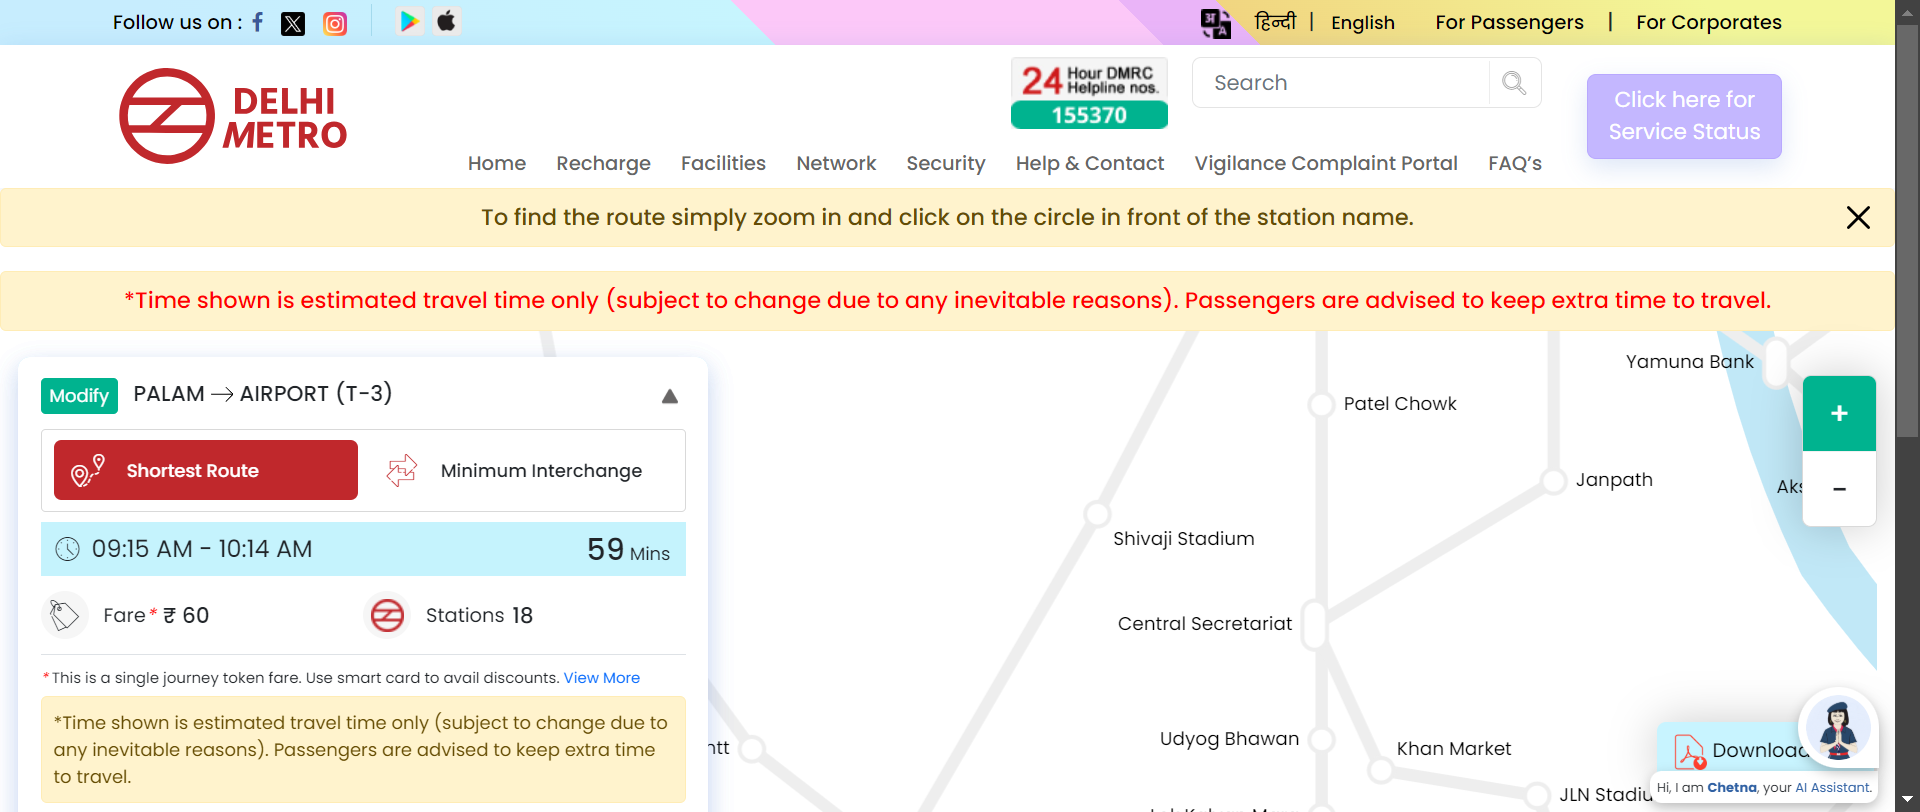 Follow us on :
हिन्दी | English
For Passengers | For Corporates
DELHI
METRO
24 Hour DMRC
Helpline nos.
155370
Search
Click here for
Service Status
Home Recharge Facilities Network Security Help & Contact Vigilance Complaint Portal FAQ's
To find the route simply zoom in and click on the circle in front of the station name.
*Time shown is estimated travel time only (subject to change due to any inevitable reasons). Passengers are advised to keep extra time to travel.
Modify PALAM → AIRPORT (T-3)
Shortest Route
Minimum Interchange
09:15 AM - 10:14 AM
59 Mins
Fare* ₹ 60
Stations 18
* This is a single journey token fare. Use smart card to avail discounts. View More
*Time shown is estimated travel time only (subject to change due to
any inevitable reasons). Passengers are advised to keep extra time
to travel.
Yamuna Bank
Patel Chowk
Janpath
Shivaji Stadium
Central Secretariat
Udyog Bhawan
Khan Market
JLN
+
−
Download
Hi, I am Chetna, your AI Assistant.